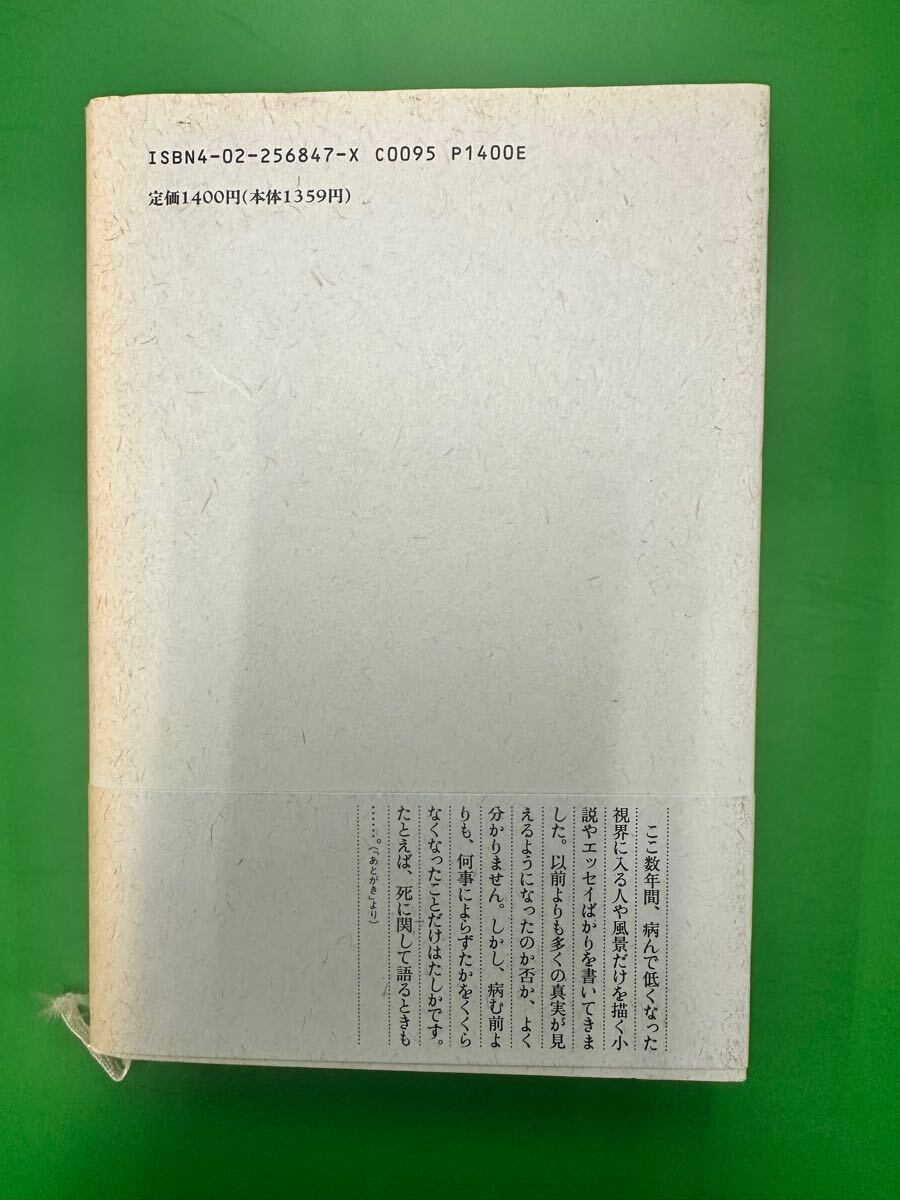 ISBN4-02-256847-X C0095 P1400E
定価1400円(本体1359円)
ここ数年間、病んで低くなった
視界に入る人や風景だけを描く小
説やエッセイばかりを書いてきま
した。以前よりも多くの真実が見
えるようになったのか否か、よく
分かりません。しかし、病む前よ
りも、何事によらずたかをくくら
なくなったことだけはたしかです。
たとえば、死に関して語るときも
……。(「あとがき」より)